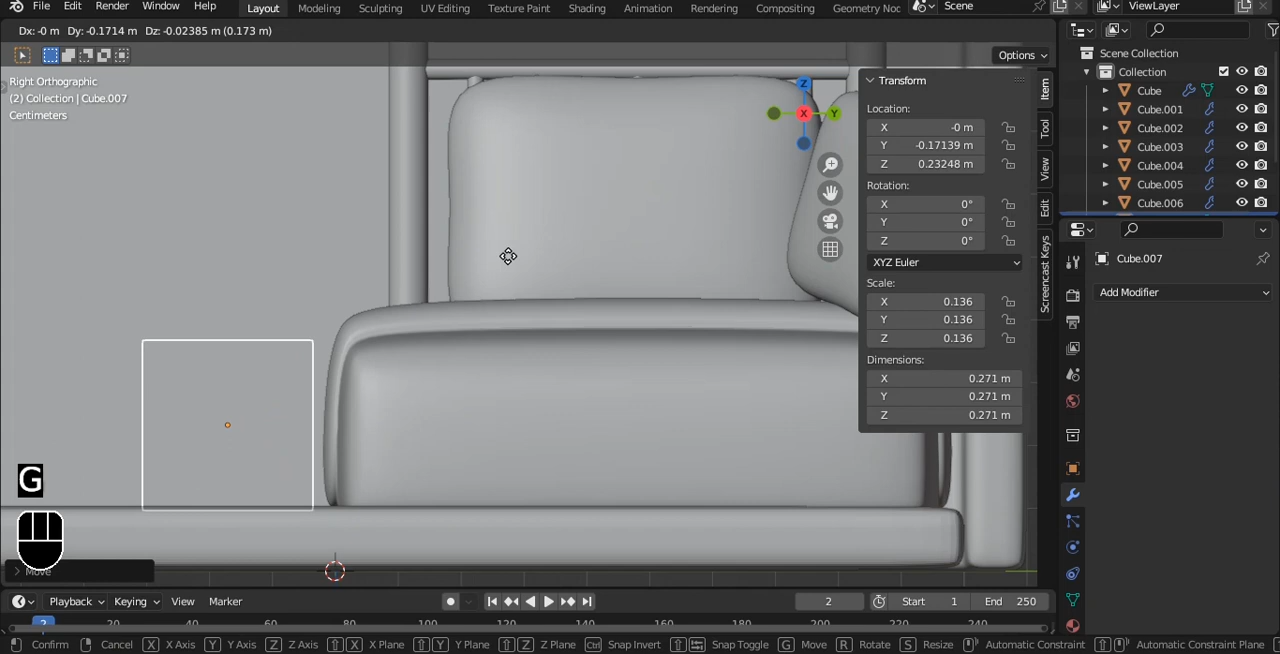 File Edit Render Window Help Layout Modeling Sculpting UV Editing Texture Paint Shading Animation Rendering Compositing Geometry Noc Scene ViewLayer
Dx: -0 m Dy: -0.1714 m Dz: -0.02385 m (0.173 m)
Options
Right Orthographic
(2) Collection | Cube.007
Centimeters
Z
X
Y
Transform
Location:
X -0 m
Y -0.17139 m
Z 0.23248 m
Rotation:
X 0°
Y 0°
Z 0°
XYZ Euler
Scale:
X 0.136
Y 0.136
Z 0.136
Dimensions:
X 0.271 m
Y 0.271 m
Z 0.271 m
Item
Tool
View
Edit
Screencast Keys
Scene Collection
Collection
Cube
Cube.001
Cube.002
Cube.003
Cube.004
Cube.005
Cube.006
Cube.007
Add Modifier
G
Move
Playback Keying View Marker 2 Start 1 End 250
2 20 40 60 80 100 120 140 160 180 200 220 240
Confirm Cancel X X Axis Y Y Axis Z Z Axis X X Plane Y Y Plane Z Z Plane Ctrl Snap Invert Snap Toggle G Move R Rotate S Resize Automatic Constraint Automatic Constraint Plane